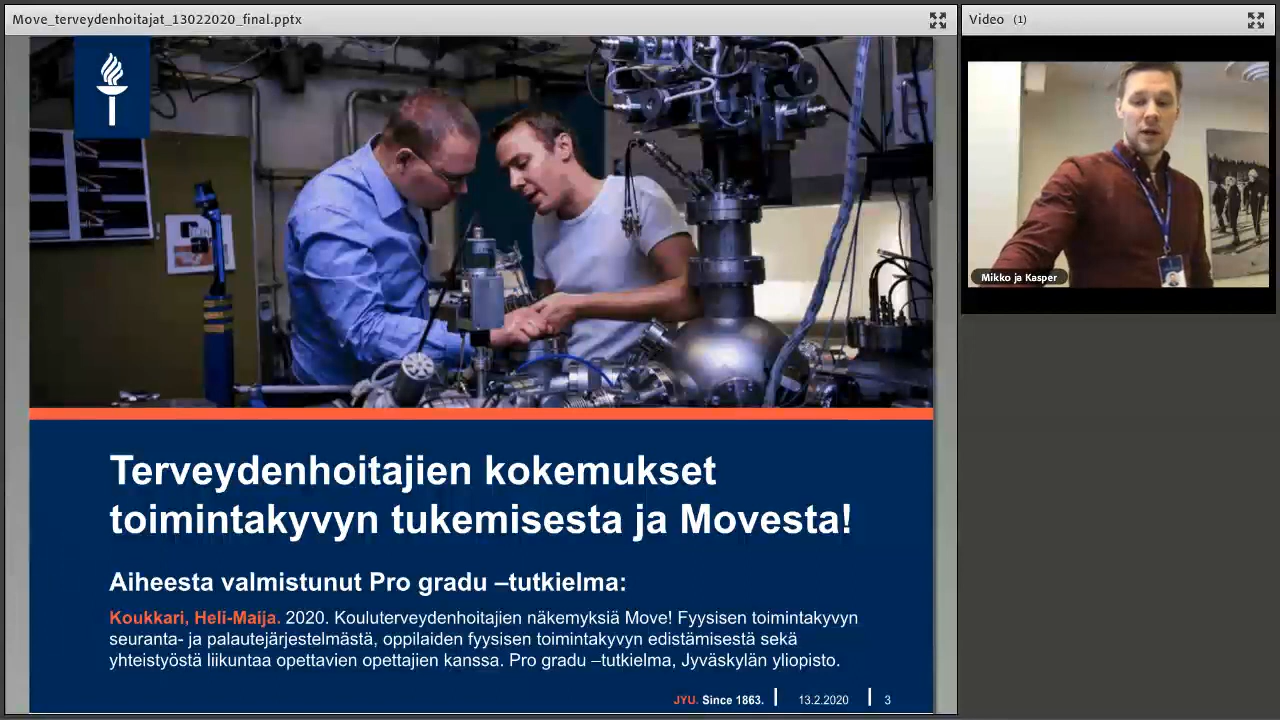 Move_terveydenhoitajat_13022020_final.pptx
Video (1)
Mikko ja Kasper
Terveydenhoitajien kokemukset
toimintakyvyn tukemisesta ja Movesta!
Aiheesta valmistunut Pro gradu –tutkielma:
Koukkari, Heli-Maija. 2020. Kouluterveydenhoitajien näkemyksiä Move! Fyysisen toimintakyvyn
seuranta- ja palautejärjestelmästä, oppilaiden fyysisen toimintakyvyn edistämisestä sekä
yhteistyöstä liikuntaa opettavien opettajien kanssa. Pro gradu –tutkielma, Jyväskylän yliopisto.
JYU. Since 1863. 13.2.2020 3